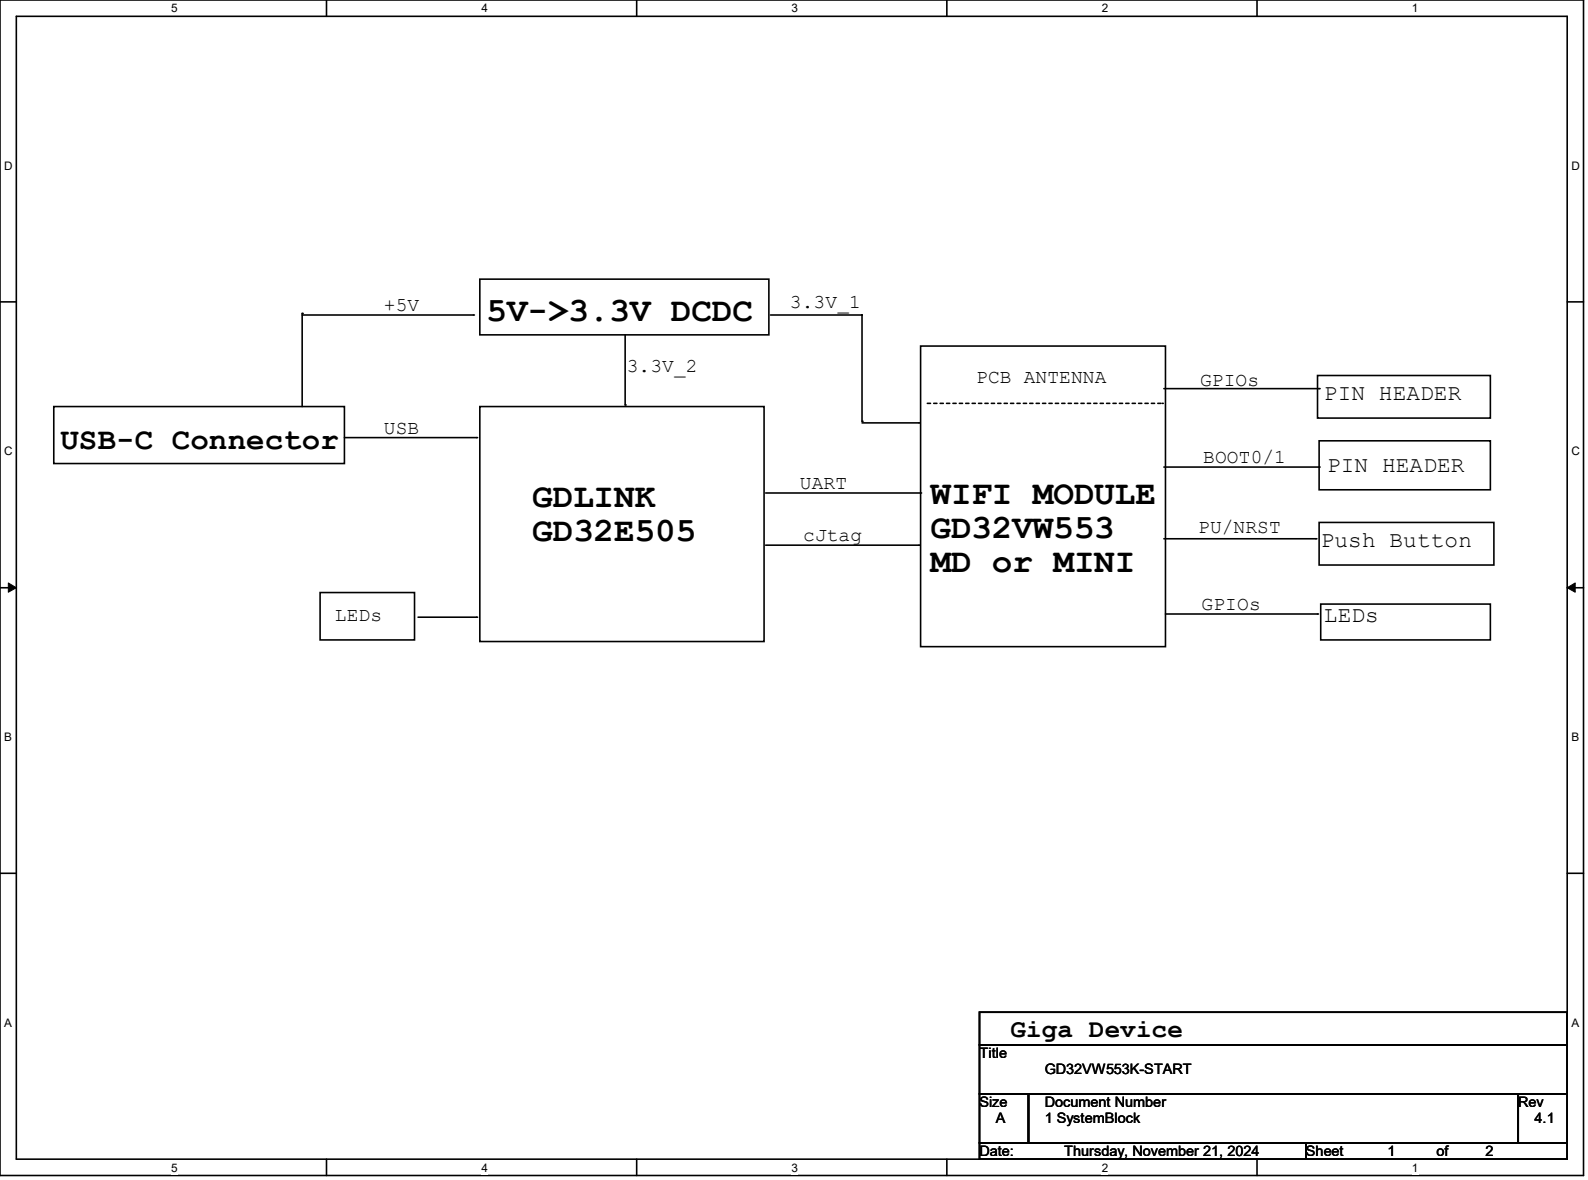 5 4 3 2 1
D D
+5V
5V->3.3V DCDC
3.3V_1
3.3V_2
PCB ANTENNA
GPIOs
PIN HEADER
USB-C Connector
USB
C C
BOOT0/1
PIN HEADER
UART
GDLINK
GD32E505
cJtag
WIFI MODULE
GD32VW553
MD or MINI
PU/NRST
Push Button
LEDs
GPIOs
LEDs
B B
A A
Giga Device
Title
GD32VW553K-START
Size Document Number Rev
A 1 SystemBlock 4.1
Date: Thursday, November 21, 2024 Sheet 1 of 2
5 4 3 2 1